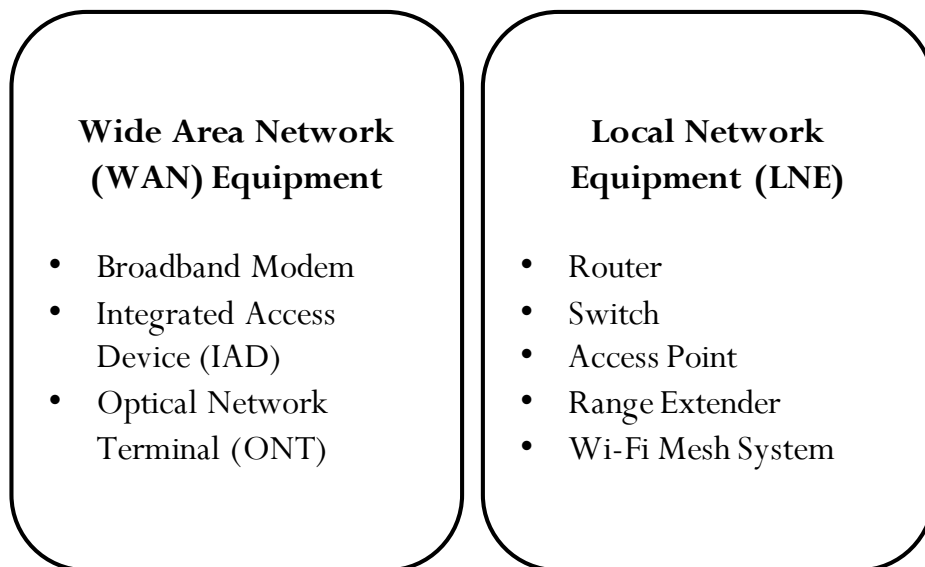 Wide Area Network
(WAN) Equipment
• Broadband Modem
• Integrated Access
Device (IAD)
• Optical Network
Terminal (ONT)
Local Network
Equipment (LNE)
• Router
• Switch
• Access Point
• Range Extender
• Wi-Fi Mesh System